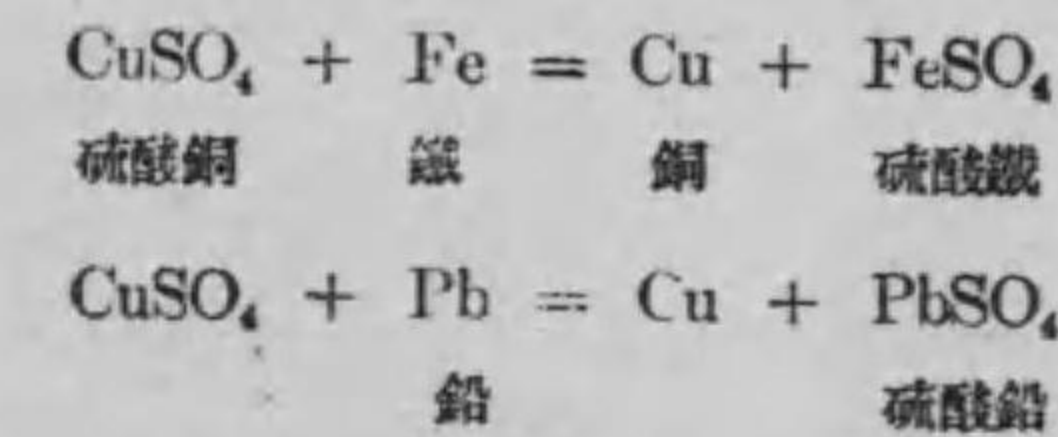 CuSO₄ + Fe = Cu + FeSO₄
硫酸銅 鐵 銅 硫酸鐵
CuSO₄ + Pb = Cu + PbSO₄
鉛 硫酸鉛